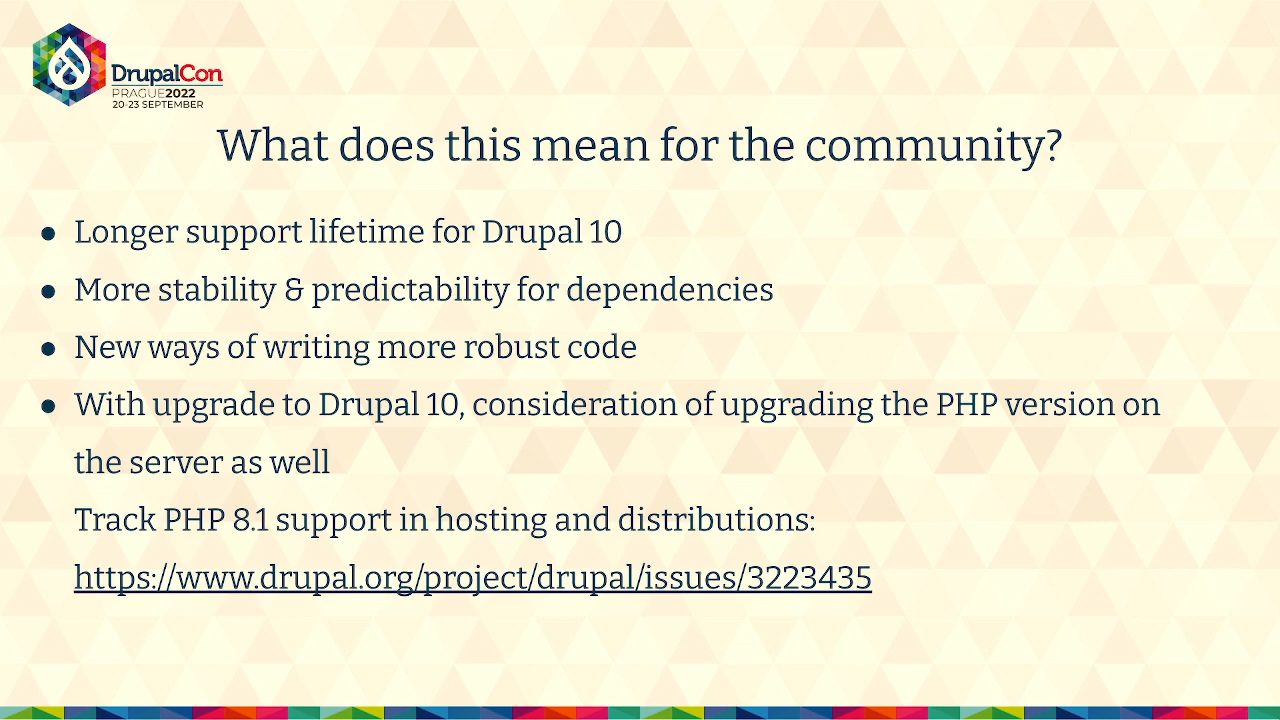 DrupalCon
PRAGUE2022
20-23 SEPTEMBER
What does this mean for the community?
● Longer support lifetime for Drupal 10
● More stability & predictability for dependencies
● New ways of writing more robust code
● With upgrade to Drupal 10, consideration of upgrading the PHP version on
the server as well
Track PHP 8.1 support in hosting and distributions:
https://www.drupal.org/project/drupal/issues/3223435